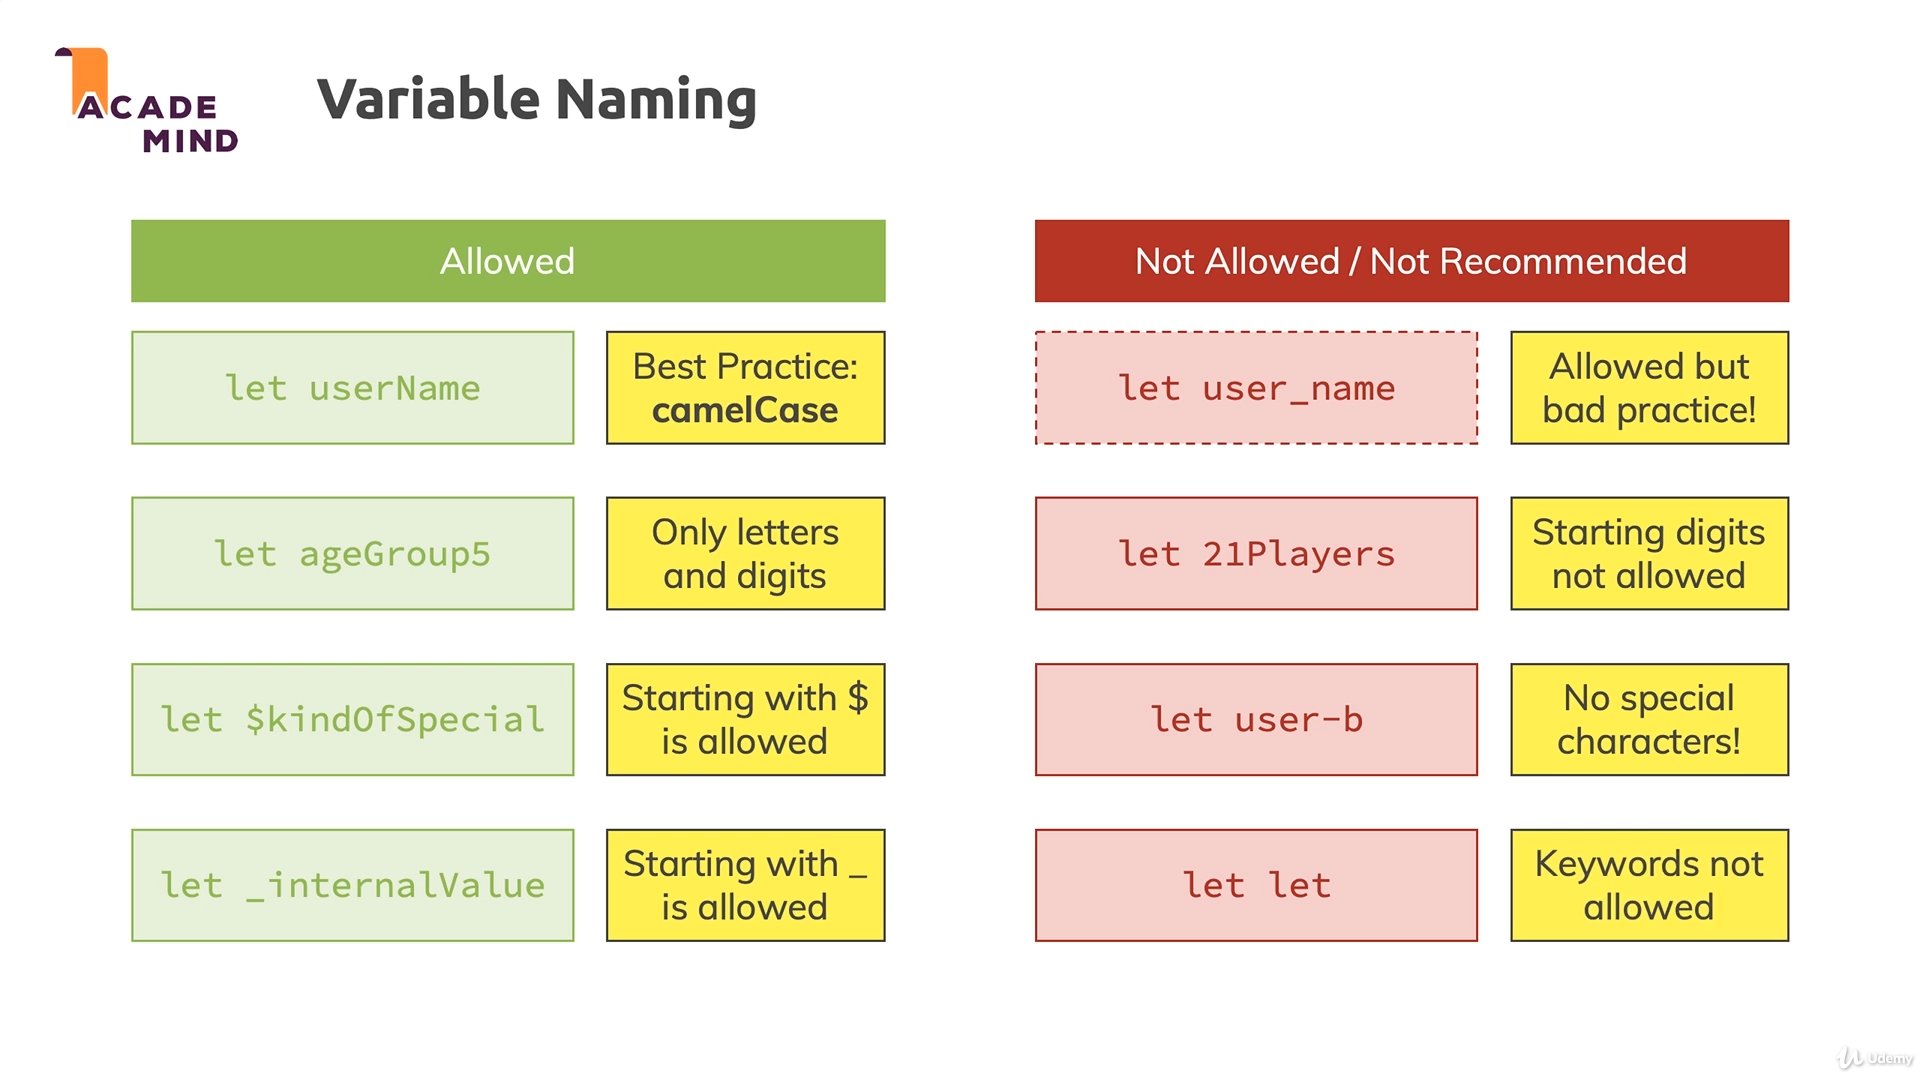 ACADE
MIND
Variable Naming
Allowed
Not Allowed / Not Recommended
let userName
Best Practice:
camelCase
let user_name
Allowed but
bad practice!
let ageGroup5
Only letters
and digits
let 21Players
Starting digits
not allowed
let $kindOfSpecial
Starting with $
is allowed
let user-b
No special
characters!
let _internalValue
Starting with _
is allowed
let let
Keywords not
allowed
Udemy